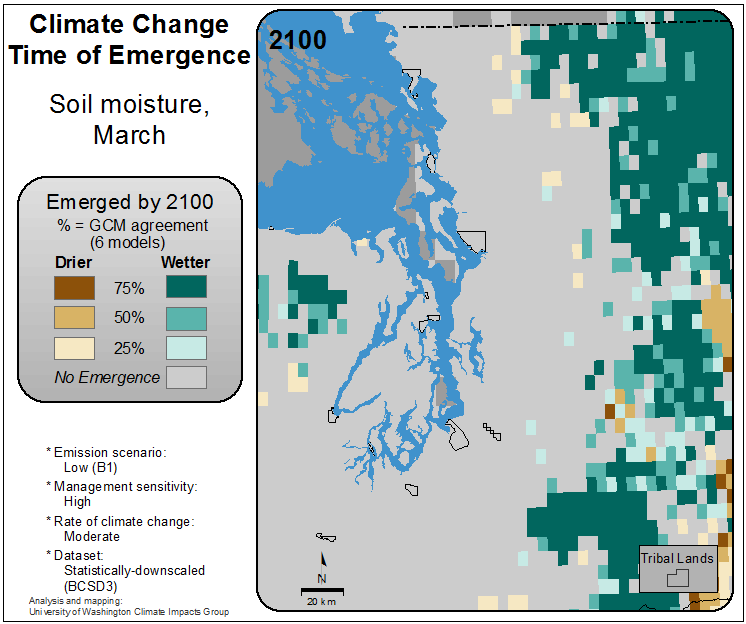 Climate Change
Time of Emergence
Soil moisture,
March
Emerged by 2100
% = GCM agreement
(6 models)
Drier Wetter
75%
50%
25%
No Emergence
* Emission scenario:
Low (B1)
* Management sensitivity:
High
* Rate of climate change:
Moderate
* Dataset:
Statistically-downscaled
(BCSD3)
Analysis and mapping:
University of Washington Climate Impacts Group
2100
N
20 km
Tribal Lands